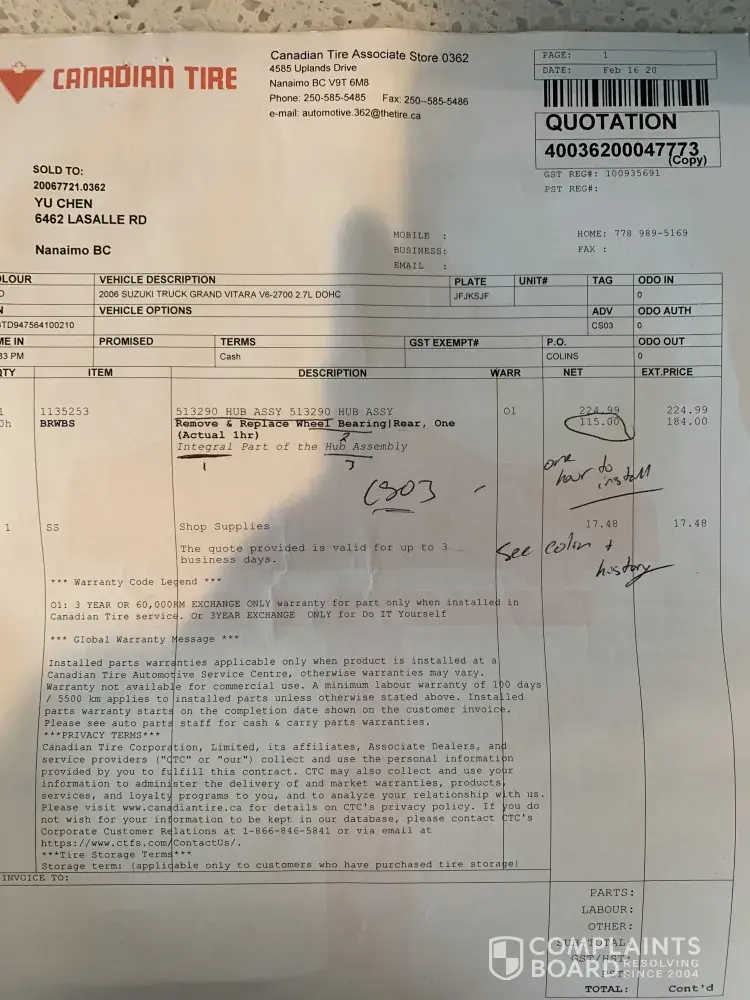 CANADIAN TIRE
Canadian Tire Associate Store 0362
4585 Uplands Drive
Nanaimo BC V9T 6M8
Phone: 250-585-5485 Fax: 250--585-5486
e-mail: automotive.362@thetire.ca
PAGE: 1
DATE: Feb 16 20
QUOTATION
40036200047773
(Copy)
GST REG#: 100935691
PST REG#:
SOLD TO:
20067721.0362
YU CHEN
6462 LASALLE RD
Nanaimo BC
MOBILE :
BUSINESS:
EMAIL :
HOME: 778 989-5169
FAX :
OLOUR VEHICLE DESCRIPTION PLATE UNIT# TAG ODO IN
D 2006 SUZUKI TRUCK GRAND VITARA V6-2700 2.7L DOHC JFJKSJF 0
N VEHICLE OPTIONS ADV ODO AUTH
STD947564100210 CS03 0
ME IN PROMISED TERMS GST EXEMPT# P.O. ODO OUT
33 PM Cash COLINS 0
QTY ITEM DESCRIPTION WARR NET EXT.PRICE
1 1135253 513290 HUB ASSY 513290 HUB ASSY 01 224.99 224.99
0h BRWBS Remove & Replace Wheel Bearing|Rear, One 115.00 184.00
(Actual 1hr) 2
Integral Part of the Hub Assembly
1 3
one
hour to
install
CS03 -
1 SS Shop Supplies 17.48 17.48
The quote provided is valid for up to 3
business days.
See colin +
history
*** Warranty Code Legend ***
01: 3 YEAR OR 60,000KM EXCHANGE ONLY warranty for part only when installed in
Canadian Tire service. Or 3YEAR EXCHANGE ONLY for Do IT Yourself
*** Global Warranty Message ***
Installed parts warranties applicable only when product is installed at a
Canadian Tire Automotive Service Centre, otherwise warranties may vary.
Warranty not available for commercial use. A minimum labour warranty of 100 days
/ 5500 km applies to installed parts unless otherwise stated above. Installed
parts warranty starts on the completion date shown on the customer invoice.
Please see auto parts staff for cash & carry parts warranties.
***PRIVACY TERMS***
Canadian Tire Corporation, Limited, its affiliates, Associate Dealers, and
service providers ("CTC" or "our") collect and use the personal information
provided by you to fulfill this contract. CTC may also collect and use your
information to administer the delivery of and market warranties, products,
services, and loyalty programs to you, and to analyze your relationship with us.
Please visit www.canadiantire.ca for details on CTC's privacy policy. If you do
not wish for your information to be kept in our database, please contact CTC's
Corporate Customer Relations at 1-866-846-5841 or via email at
https://www.ctfs.com/ContactUs/.
***Tire Storage Terms***
Storage term: (applicable only to customers who have purchased tire storage)
INVOICE TO:
PARTS:
LABOUR:
OTHER:
SUB-TOTAL:
GST/HST:
PST:
TOTAL: Cont'd
COMPLAINTS
BOARD RESOLVING
SINCE 2004